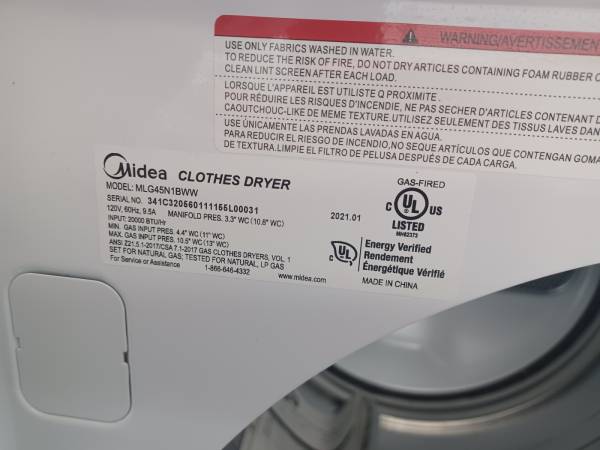 WARNING/AVERTISSEMEN
USE ONLY FABRICS WASHED IN WATER.
TO REDUCE THE RISK OF FIRE, DO NOT DRY ARTICLES CONTAINING FOAM RUBBER O
CLEAN LINT SCREEN AFTER EACH LOAD.
LORSQUE L'APPAREIL EST UTILISTE Q PROXIMITE .
POUR RÉDUIRE LES RISQUES D'INCENDIE, NE PAS SECHER D'ARTICLES CONTENANT D
CAOUTCHOUC-LIKE DE MEME TEXTURE.UTILISEZ SEULEMENT DES TISSUS LAVES DAN
USE ÚNICAMENTE LAS PRENDAS LAVADAS EN AGUA.
PARA REDUCIR EL RIESGO DE INCENDIO,NO SEQUE ARTÍCULOS QUE CONTENGAN GOMA
DE TEXTURA.LIMPIE EL FILTRO DE PELUSA DESPUÉS DE CADA CARGA.
Midea CLOTHES DRYER
MODEL: MLG45N1BWW
SERIAL NO. 341C320560111155L00031
120V, 60Hz, 9.5A MANIFOLD PRES. 3.3" WC (10.6" WC)
INPUT: 20000 BTU/Hr
MIN. GAS INPUT PRES. 4.4" WC (11" WC)
MAX. GAS INPUT PRES. 10.5" WC (13" WC)
ANSI Z21.5.1-2017/CSA 7.1-2017 GAS CLOTHES DRYERS, VOL. 1
SET FOR NATURAL GAS; TESTED FOR NATURAL, LP GAS
For Service or Assistance 1-866-646-4332
www.midea.com
2021.01
GAS-FIRED
C UL US
LISTED
MH62373
C UL
Energy Verified
Rendement
Énergétique Vérifié
MADE IN CHINA